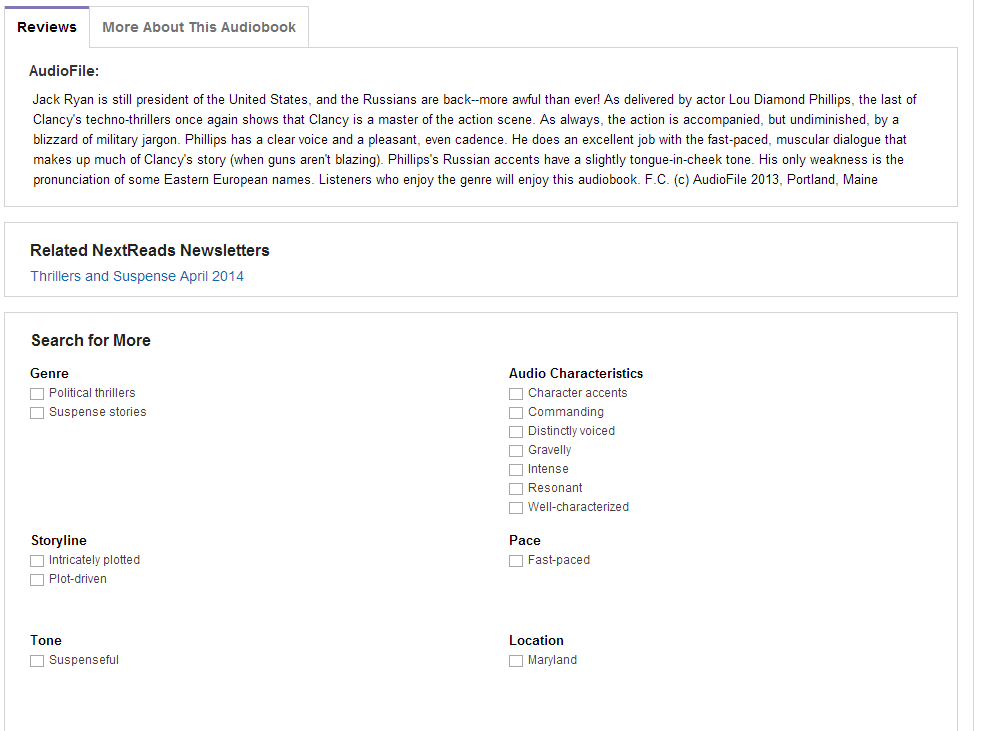 Reviews
More About This Audiobook
AudioFile:
Jack Ryan is still president of the United States, and the Russians are back--more awful than ever! As delivered by actor Lou Diamond Phillips, the last of
Clancy's techno-thrillers once again shows that Clancy is a master of the action scene. As always, the action is accompanied, but undiminished, by a
blizzard of military jargon. Phillips has a clear voice and a pleasant, even cadence. He does an excellent job with the fast-paced, muscular dialogue that
makes up much of Clancy's story (when guns aren't blazing). Phillips's Russian accents have a slightly tongue-in-cheek tone. His only weakness is the
pronunciation of some Eastern European names. Listeners who enjoy the genre will enjoy this audiobook. F.C. (c) AudioFile 2013, Portland, Maine
Related NextReads Newsletters
Thrillers and Suspense April 2014
Search for More
Genre
Political thrillers
Suspense stories
Audio Characteristics
Character accents
Commanding
Distinctly voiced
Gravelly
Intense
Resonant
Well-characterized
Storyline
Intricately plotted
Plot-driven
Pace
Fast-paced
Tone
Suspenseful
Location
Maryland